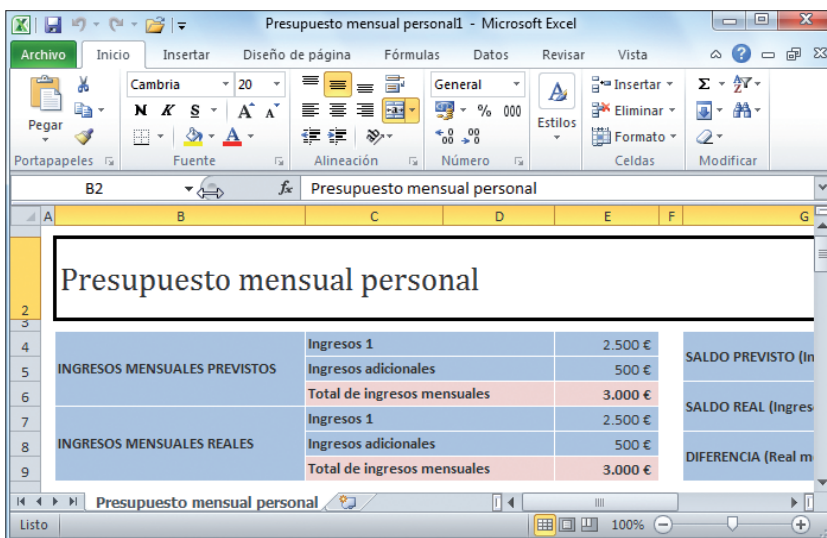 Presupuesto mensual personal1 - Microsoft Excel
Archivo Inicio Insertar Diseño de página Fórmulas Datos Revisar Vista
Cambria 20 General Insertar Σ
Pegar N K S A A % 000 Estilos Eliminar
A Formato
Portapapeles Fuente Alineación Número Celdas Modificar
B2 fx Presupuesto mensual personal
A B C D E F G
Presupuesto mensual personal
2
3
4 Ingresos 1 2.500 €
INGRESOS MENSUALES PREVISTOS SALDO PREVISTO (In
5 Ingresos adicionales 500 €
6 Total de ingresos mensuales 3.000 €
SALDO REAL (Ingres
7 Ingresos 1 2.500 €
8 INGRESOS MENSUALES REALES Ingresos adicionales 500 €
DIFERENCIA (Real m
9 Total de ingresos mensuales 3.000 €
Presupuesto mensual personal
Listo 100%